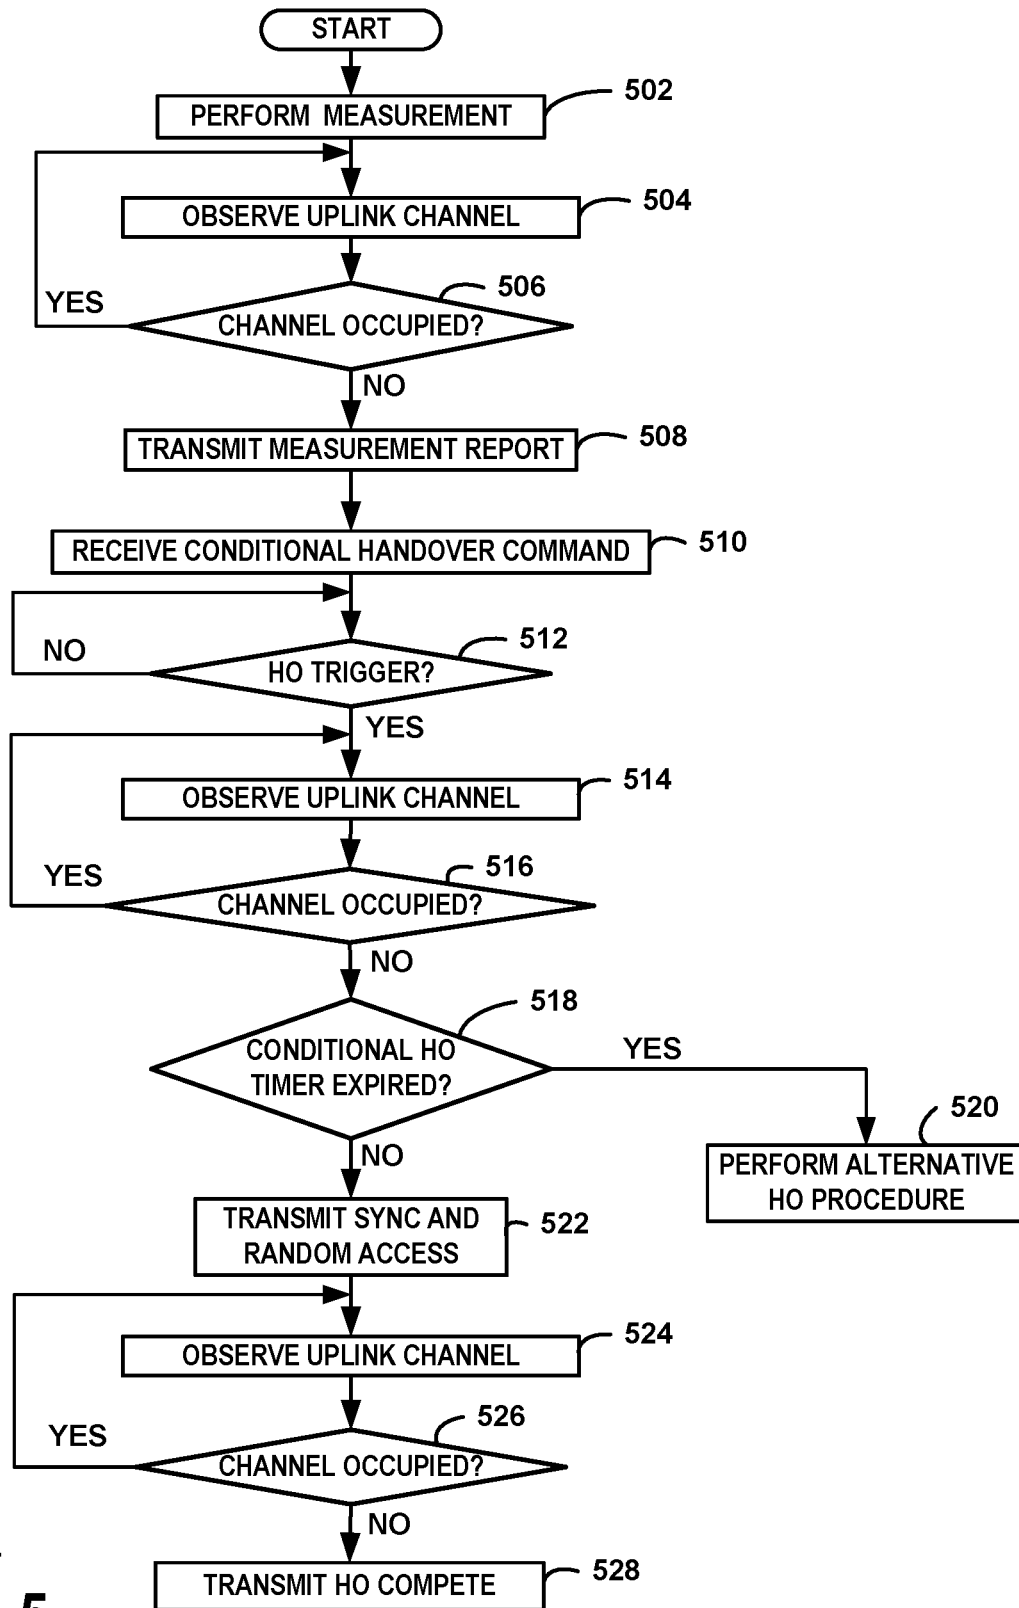 START
PERFORM MEASUREMENT
502
OBSERVE UPLINK CHANNEL
504
506
YES
CHANNEL OCCUPIED?
NO
TRANSMIT MEASUREMENT REPORT
508
RECEIVE CONDITIONAL HANDOVER COMMAND
510
512
NO
HO TRIGGER?
YES
OBSERVE UPLINK CHANNEL
514
516
YES
CHANNEL OCCUPIED?
NO
518
CONDITIONAL HO
TIMER EXPIRED?
YES
520
NO
PERFORM ALTERNATIVE
HO PROCEDURE
TRANSMIT SYNC AND
RANDOM ACCESS
522
OBSERVE UPLINK CHANNEL
524
526
YES
CHANNEL OCCUPIED?
NO
TRANSMIT HO COMPETE
528